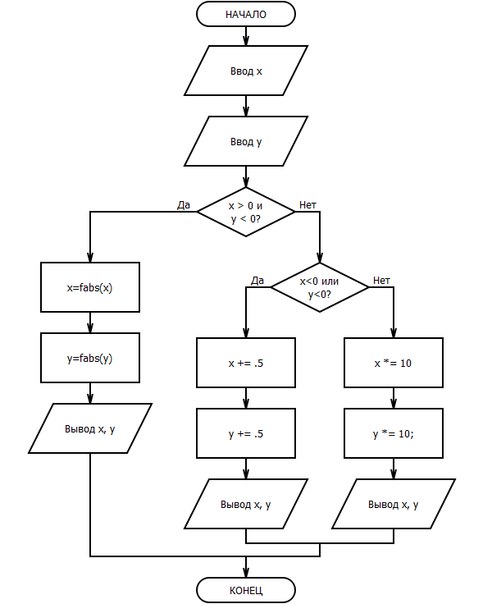 НАЧАЛО
Ввод x
Ввод y
x > 0 и
y < 0?
Да
Нет
x=fabs(x)
y=fabs(y)
Вывод x, y
x<0 или
y<0?
Да
Нет
x += .5
y += .5
Вывод x, y
x *= 10
y *= 10;
Вывод x, y
КОНЕЦ